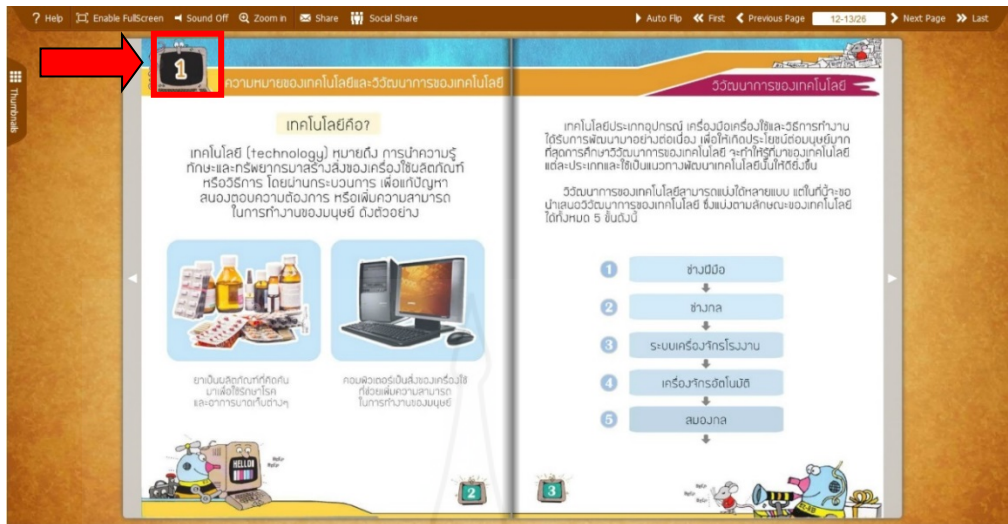 ? Help Enable FullScreen Sound Off Zoom in Share Social Share Auto Flip First Previous Page 12-13/26 Next Page Last
Thumbnails
1
ความหมายของเทคโนโลยีและวิวัฒนาการของเทคโนโลยี
เทคโนโลยีคือ?
เทคโนโลยี (technology) หมายถึง การนำความรู้
ทักษะและทรัพยากรมาสร้างสิ่งของเครื่องใช้ผลิตภัณฑ์
หรือวิธีการ โดยผ่านกระบวนการ เพื่อแก้ปัญหา
สนองตอบความต้องการ หรือเพิ่มความสามารถ
ในการทำงานของมนุษย์ ดังตัวอย่าง
ยาเป็นผลิตภัณฑ์ที่คิดค้น
มาเพื่อใช้รักษาโรค
และอาการบาดเจ็บต่างๆ
คอมพิวเตอร์เป็นสิ่งของเครื่องใช้
ที่ช่วยเพิ่มความสามารถ
ในการทำงานของมนุษย์
HELLO!
2
วิวัฒนาการของเทคโนโลยี
เทคโนโลยีประเภทอุปกรณ์ เครื่องมือเครื่องใช้และวิธีการทำงาน
ได้รับการพัฒนามาอย่างต่อเนื่อง เพื่อให้เกิดประโยชน์ต่อมนุษย์มาก
ที่สุดการศึกษาวิวัฒนาการของเทคโนโลยี จะทำให้รู้ที่มาของเทคโนโลยี
แต่ละประเภทและใช้เป็นแนวทางพัฒนาเทคโนโลยีนั้นให้ดียิ่งขึ้น
วิวัฒนาการของเทคโนโลยีสามารถแบ่งได้หลายแบบ แต่ในที่นี้จะขอ
นำเสนอวิวัฒนาการของเทคโนโลยี ซึ่งแบ่งตามลักษณะของเทคโนโลยี
ได้ทั้งหมด 5 ขั้นดังนี้
1 ช่างฝีมือ
2 ช่างกล
3 ระบบเครื่องจักรโรงงาน
4 เครื่องจักรอัตโนมัติ
5 สมองกล
3